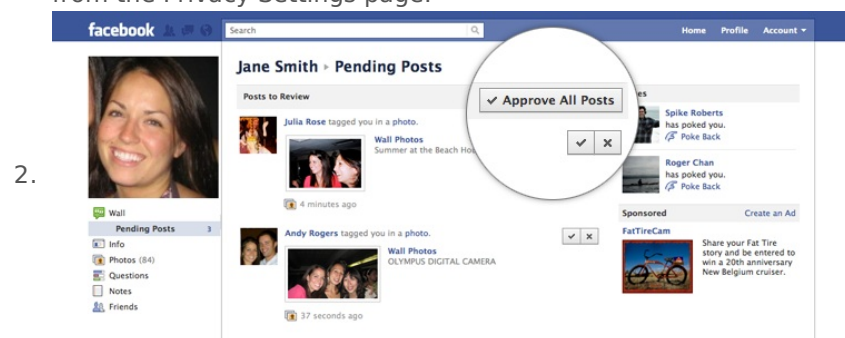 from the Privacy Settings page.
2.
facebook
Search
Home Profile Account
Jane Smith ▸ Pending Posts
Posts to Review
✓ Approve All Posts
Julia Rose tagged you in a photo.
Wall Photos
Summer at the Beach
4 minutes ago
Andy Rogers tagged you in a photo.
Wall Photos
OLYMPUS DIGITAL CAMERA
37 seconds ago
Wall
Pending Posts 3
Info
Photos (84)
Questions
Notes
Friends
Spike Roberts
has poked you.
Poke Back
Roger Chan
has poked you.
Poke Back
Sponsored Create an Ad
FatTireCam
Share your Fat Tire
story and be entered to
win a 20th anniversary
New Belgium cruiser.